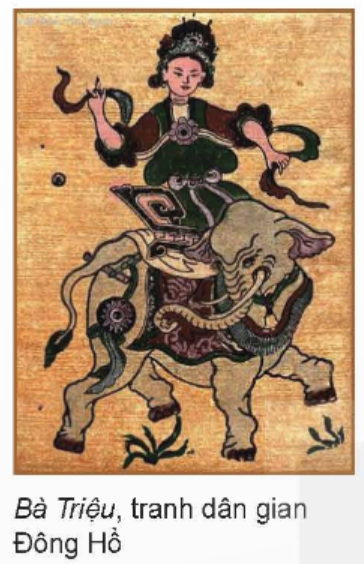 Bà Triệu, tranh dân gian
Đông Hồ